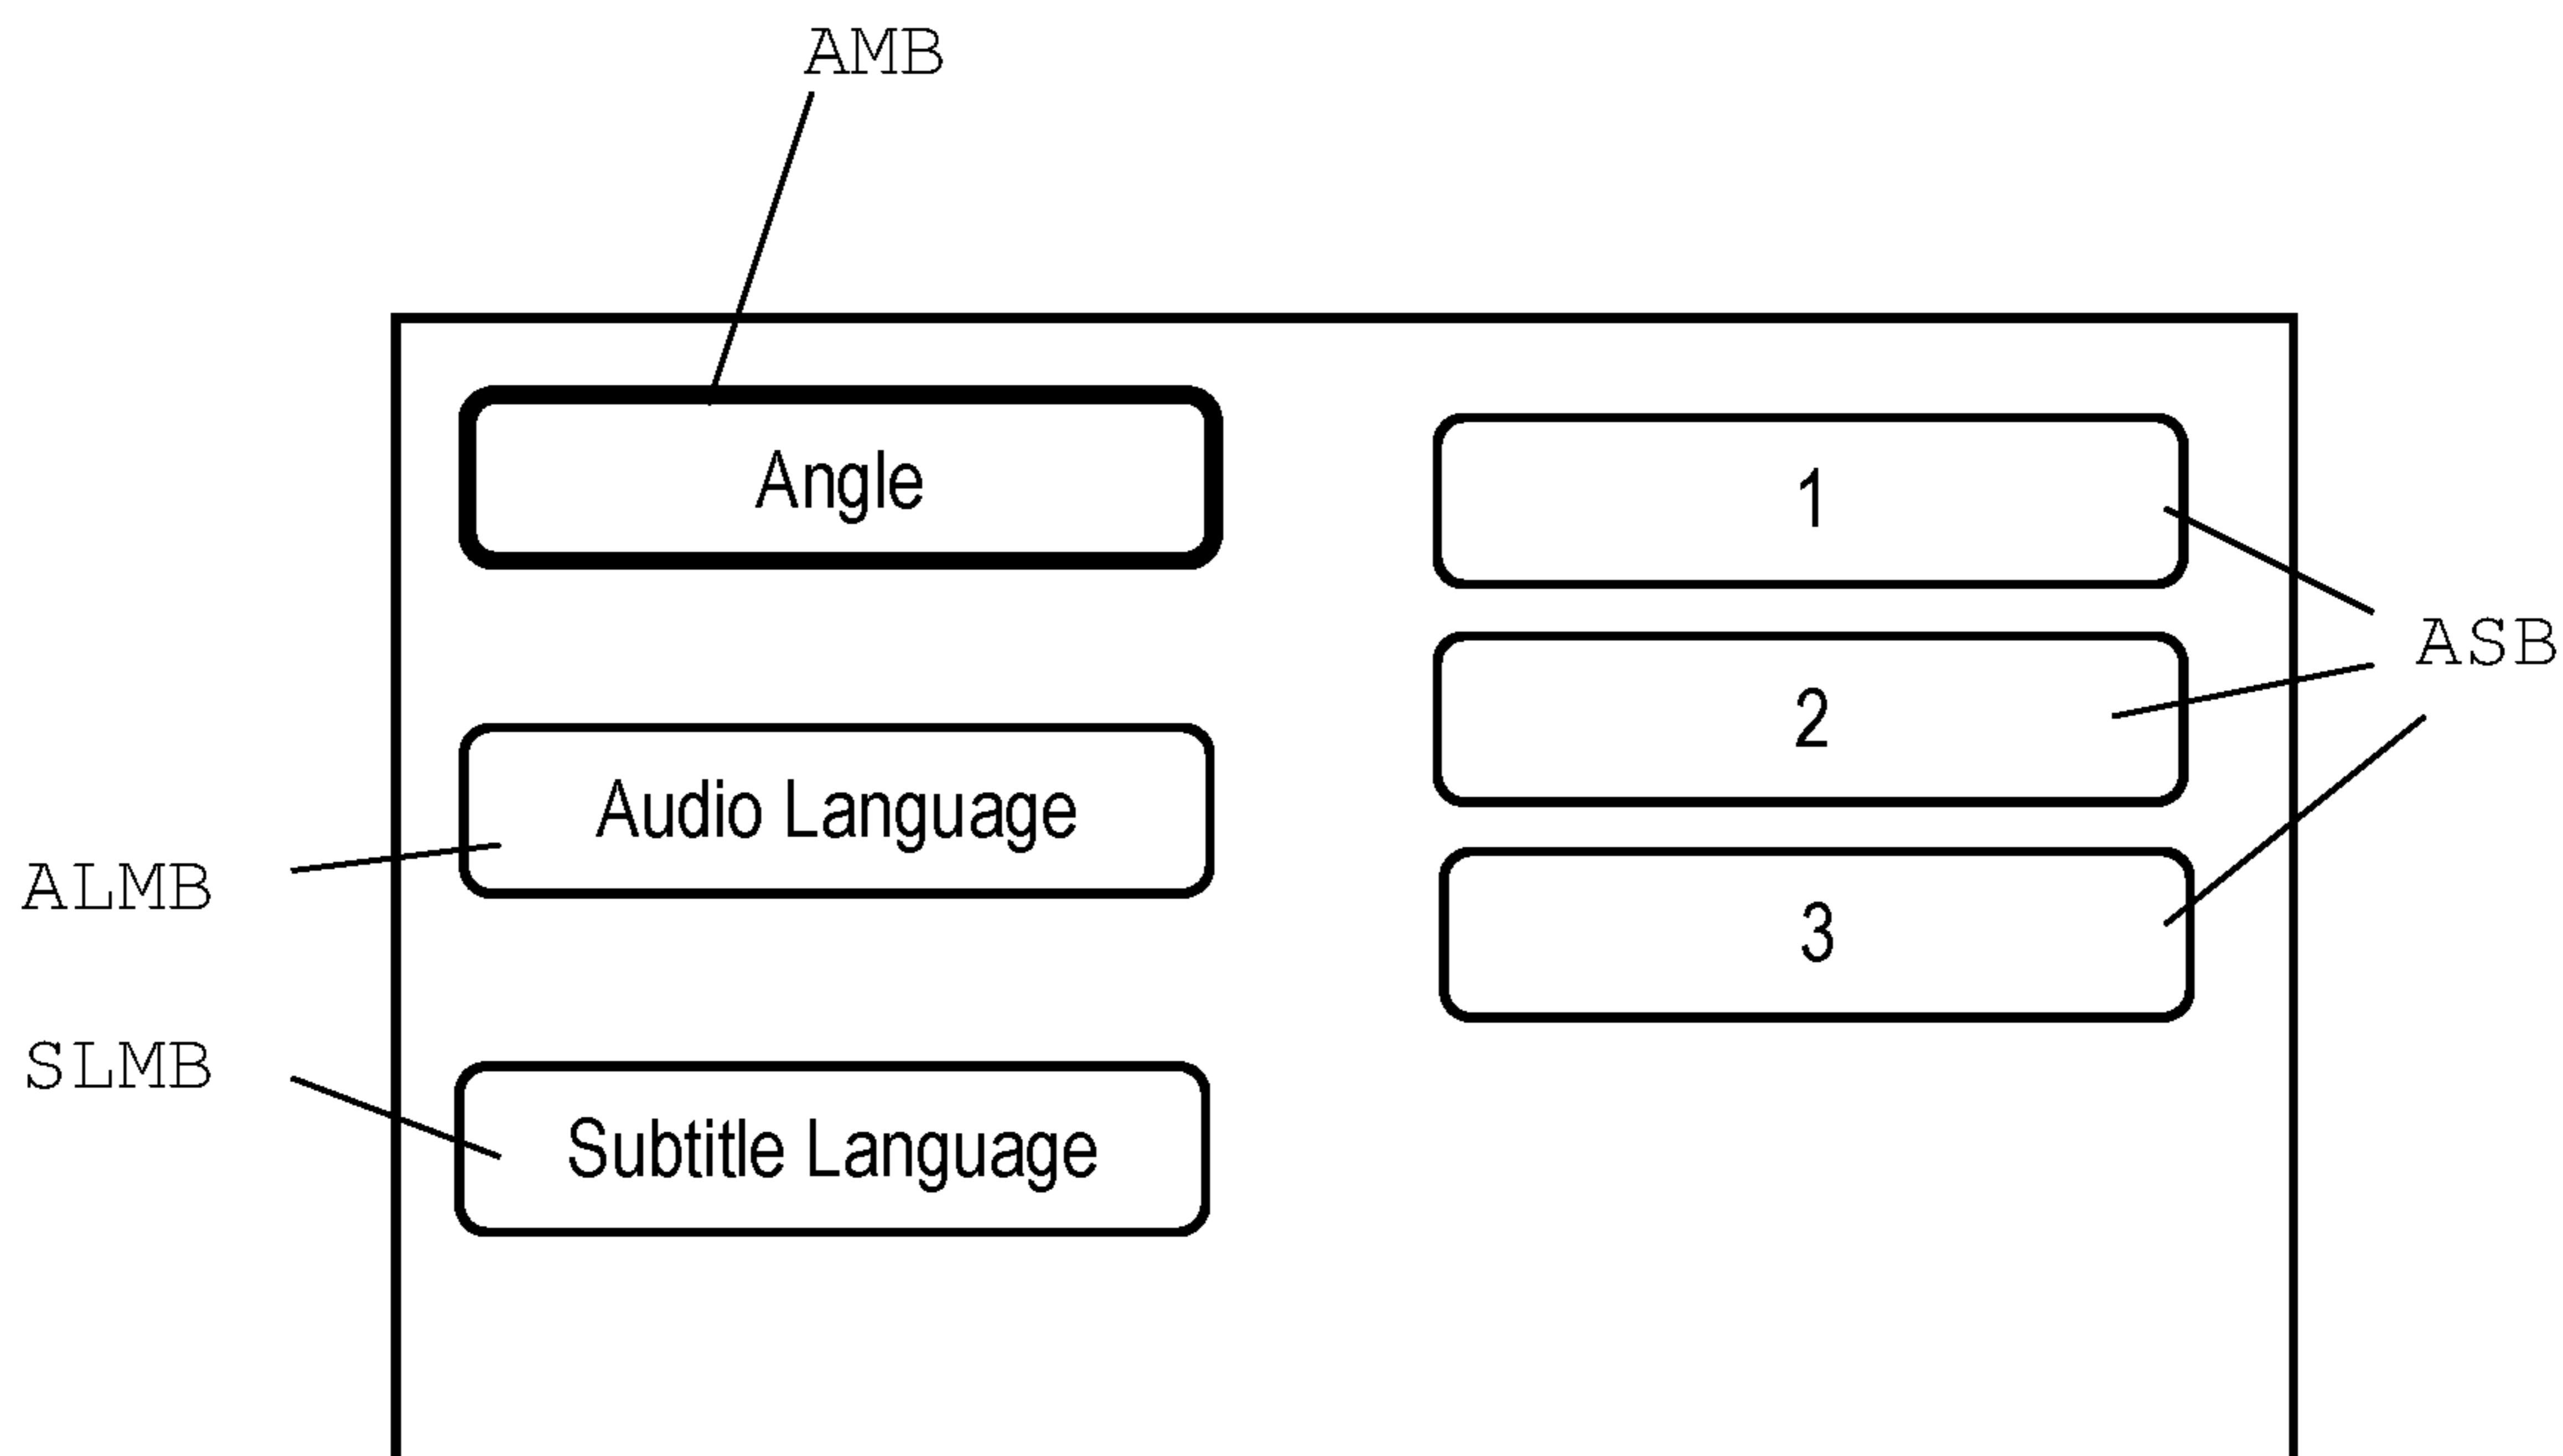 AMB
Angle
1
ASB
2
Audio Language
ALMB
3
SLMB
Subtitle Language